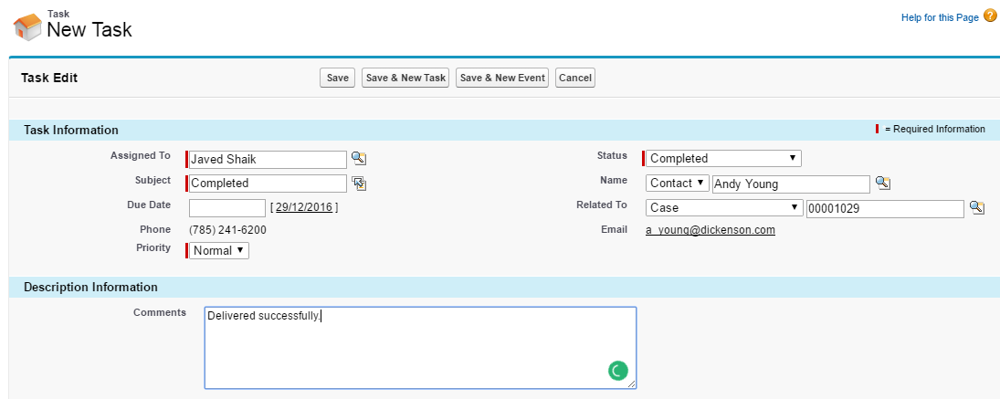 Task
New Task
Help for this Page
Task Edit
Save Save & New Task Save & New Event Cancel
Task Information
= Required Information
Assigned To Javed Shaik
Status Completed
Subject Completed
Name Contact Andy Young
Due Date [ 29/12/2016 ]
Related To Case 00001029
Phone (785) 241-6200
Email a_young@dickenson.com
Priority Normal
Description Information
Comments Delivered successfully.